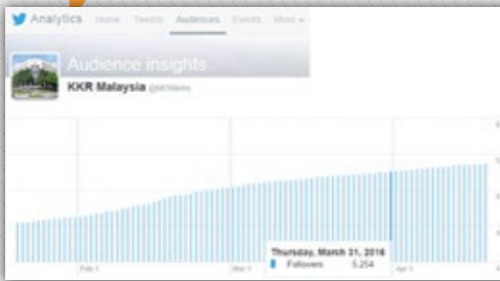 Analytics Home Tweets Audiences Events More
Audience insights
KKR Malaysia
Thursday, March 31, 2016
Followers 5,254
Feb 1 Mar 1 Apr 1